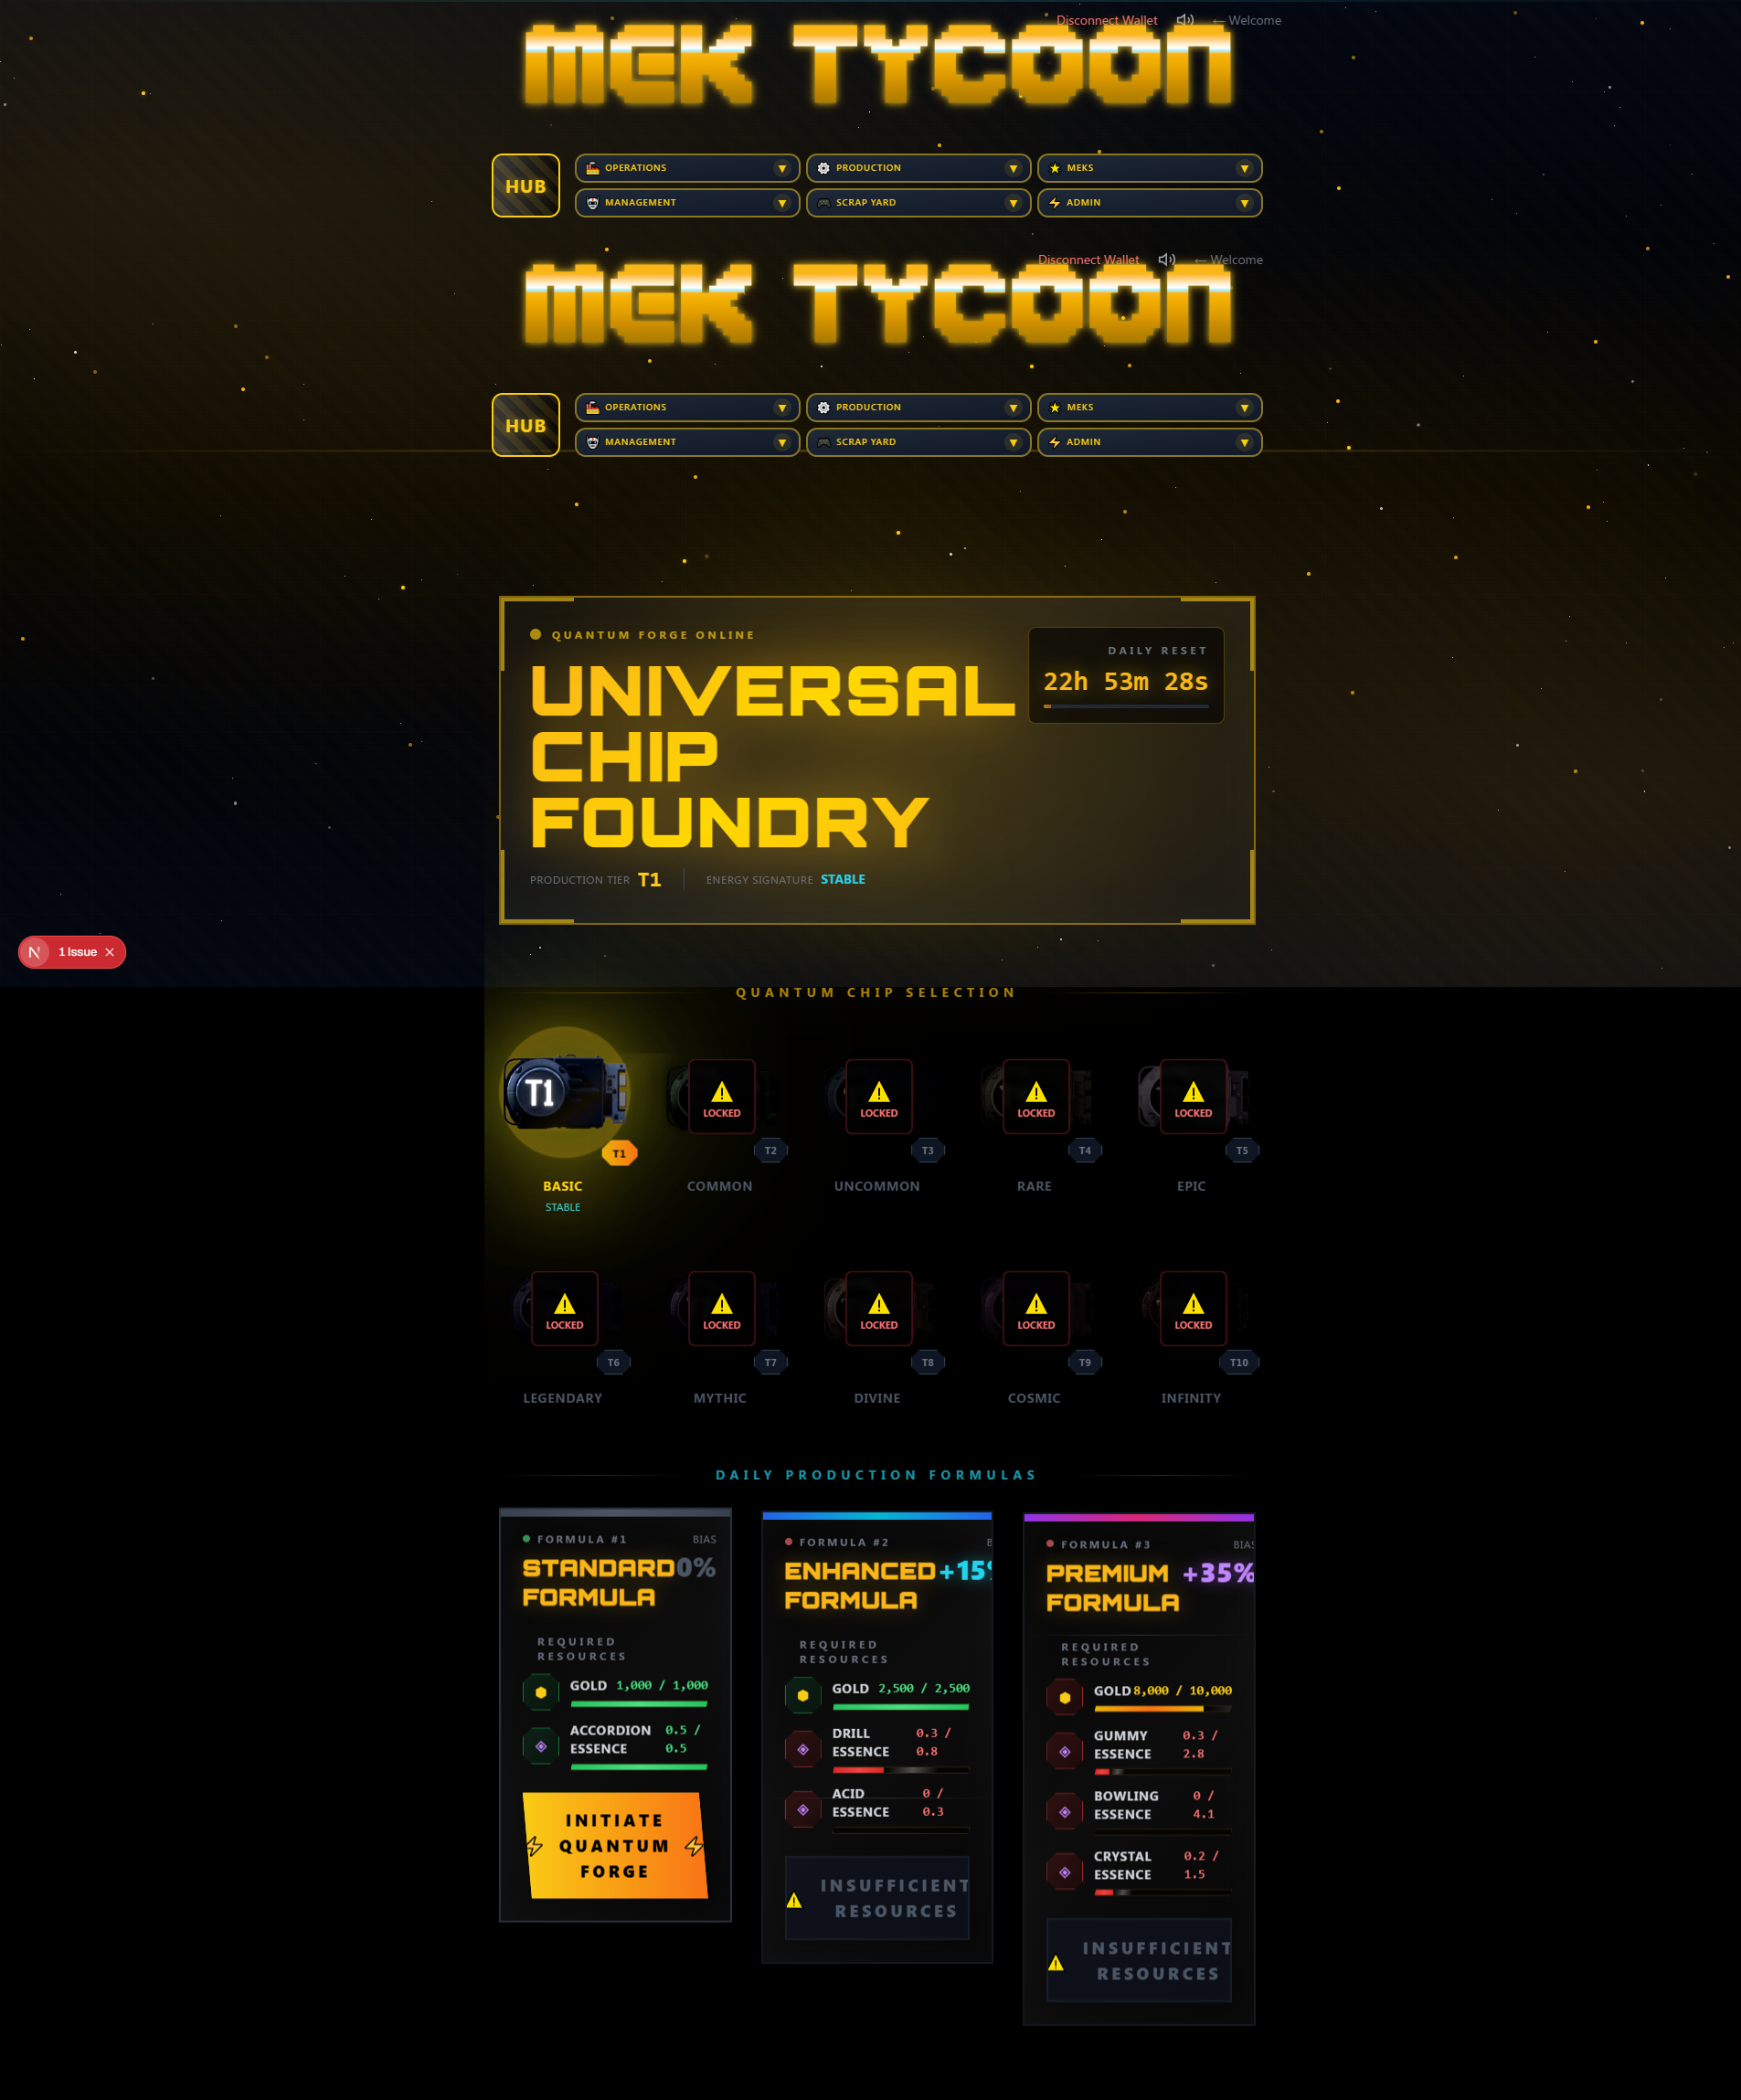 Disconnect Wallet ← Welcome
MEK TYCOON
HUB
OPERATIONS ▼
PRODUCTION ▼
MEKS ▼
MANAGEMENT ▼
SCRAP YARD ▼
ADMIN ▼
Disconnect Wallet ← Welcome
MEK TYCOON
HUB
OPERATIONS ▼
PRODUCTION ▼
MEKS ▼
MANAGEMENT ▼
SCRAP YARD ▼
ADMIN ▼
QUANTUM FORGE ONLINE
UNIVERSAL
CHIP
FOUNDRY
DAILY RESET
22h 53m 28s
PRODUCTION TIER T1
ENERGY SIGNATURE STABLE
N 1 Issue ×
QUANTUM CHIP SELECTION
T1
T1
BASIC
STABLE
LOCKED
T2
COMMON
LOCKED
T3
UNCOMMON
LOCKED
T4
RARE
LOCKED
T5
EPIC
LOCKED
T6
LEGENDARY
LOCKED
T7
MYTHIC
LOCKED
T8
DIVINE
LOCKED
T9
COSMIC
LOCKED
T10
INFINITY
DAILY PRODUCTION FORMULAS
FORMULA #1 BIAS
STANDARD 0%
FORMULA
REQUIRED
RESOURCES
GOLD 1,000 / 1,000
ACCORDION 0.5 /
ESSENCE 0.5
INITIATE
QUANTUM
FORGE
FORMULA #2 B
ENHANCED +15%
FORMULA
REQUIRED
RESOURCES
GOLD 2,500 / 2,500
DRILL 0.3 /
ESSENCE 0.8
ACID 0 /
ESSENCE 0.3
INSUFFICIENT
RESOURCES
FORMULA #3 BIAS
PREMIUM +35%
FORMULA
REQUIRED
RESOURCES
GOLD 8,000 / 10,000
GUMMY 0.3 /
ESSENCE 2.8
BOWLING 0 /
ESSENCE 4.1
CRYSTAL 0.2 /
ESSENCE 1.5
INSUFFICIENT
RESOURCES